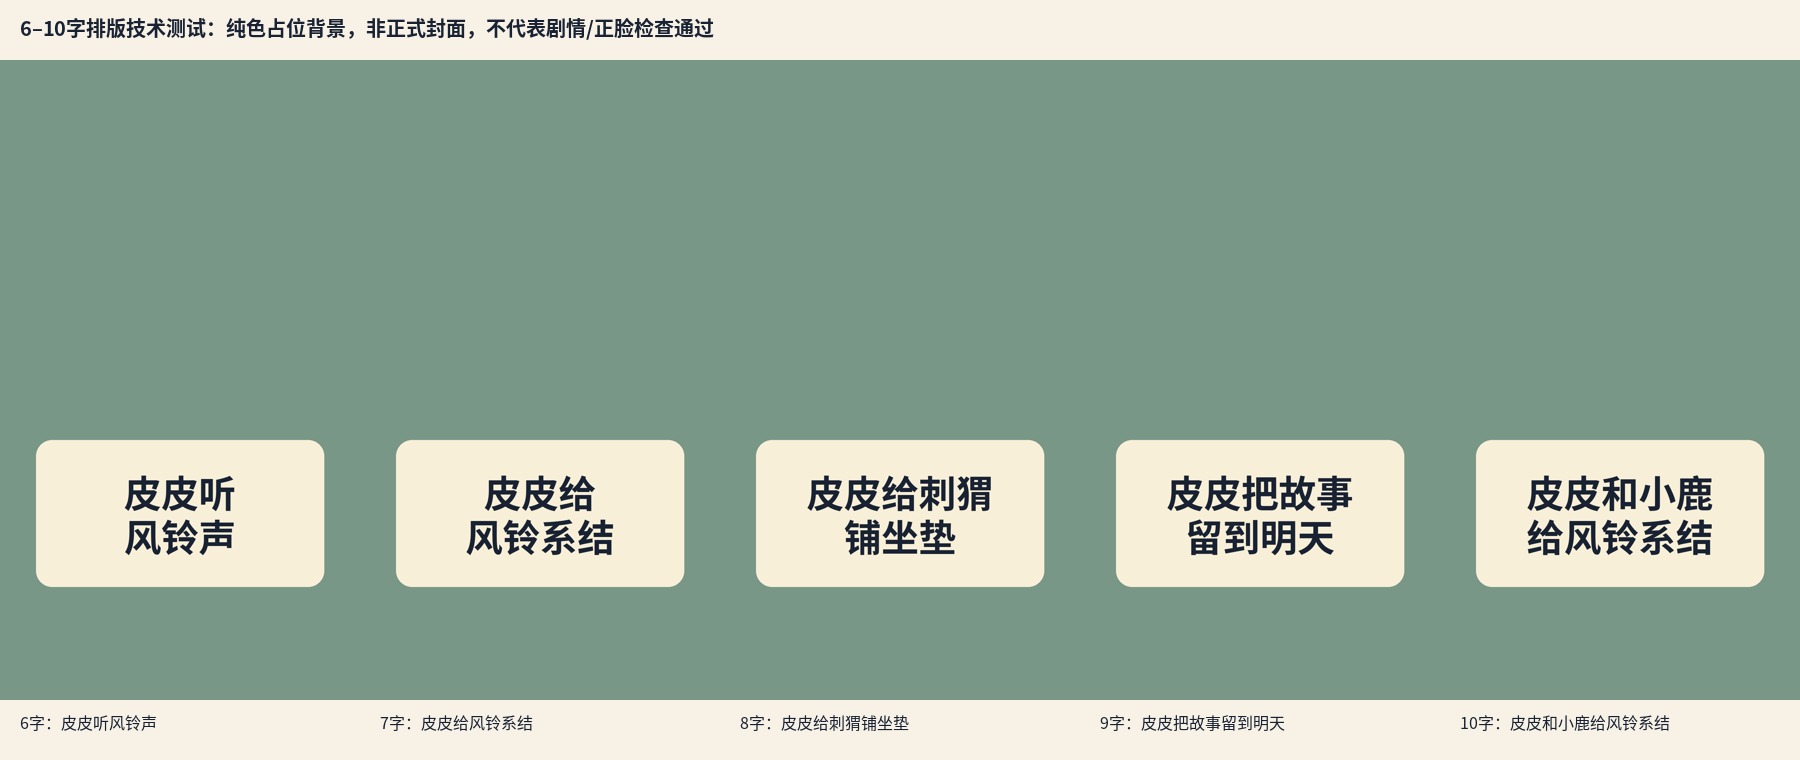 6–10字排版技术测试：纯色占位背景，非正式封面，不代表剧情/正脸检查通过
皮皮听
风铃声
皮皮给
风铃系结
皮皮给刺猬
铺坐垫
皮皮把故事
留到明天
皮皮和小鹿
给风铃系结
6字：皮皮听风铃声
7字：皮皮给风铃系结
8字：皮皮给刺猬铺坐垫
9字：皮皮把故事留到明天
10字：皮皮和小鹿给风铃系结